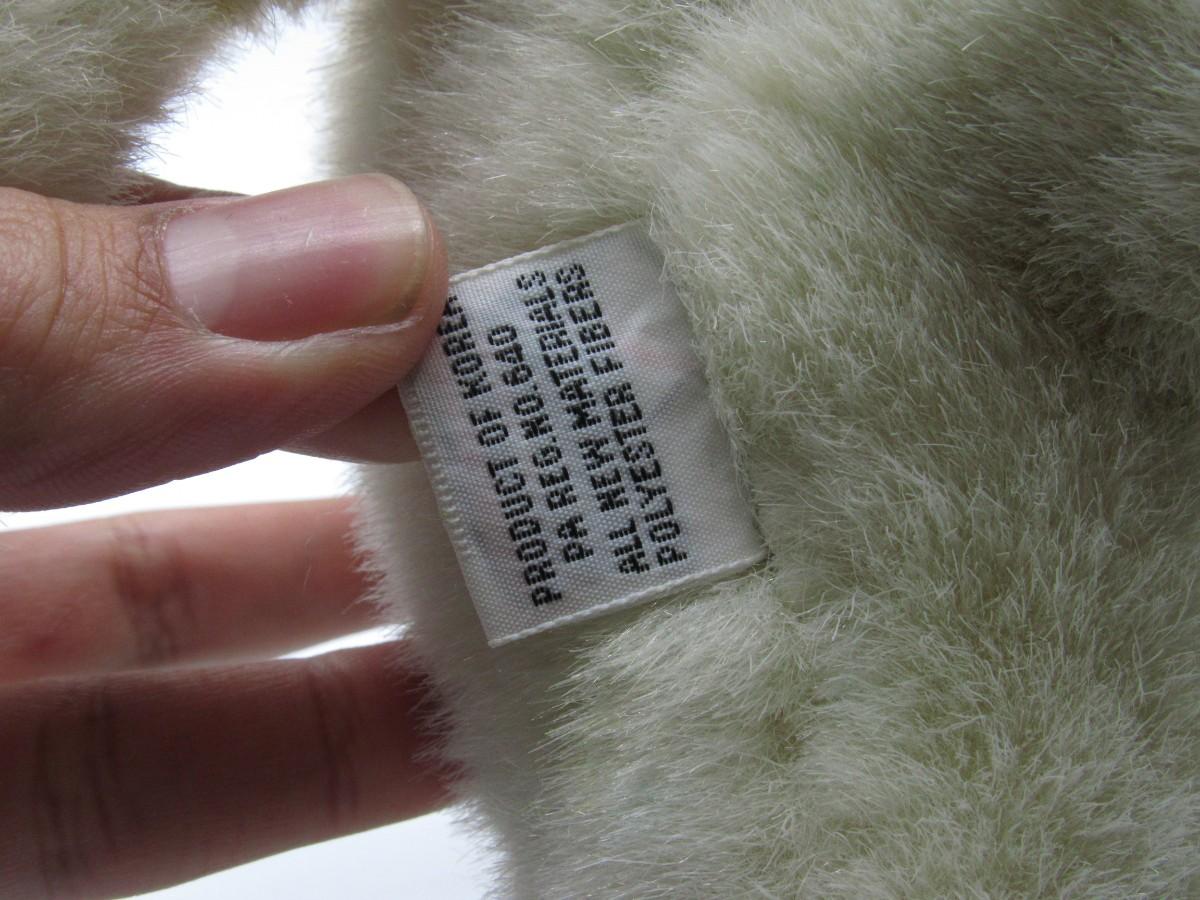 PRODUCT OF KOREA
PA REG.NO.640
ALL NEW MATERIALS
POLYESTER FIBERS